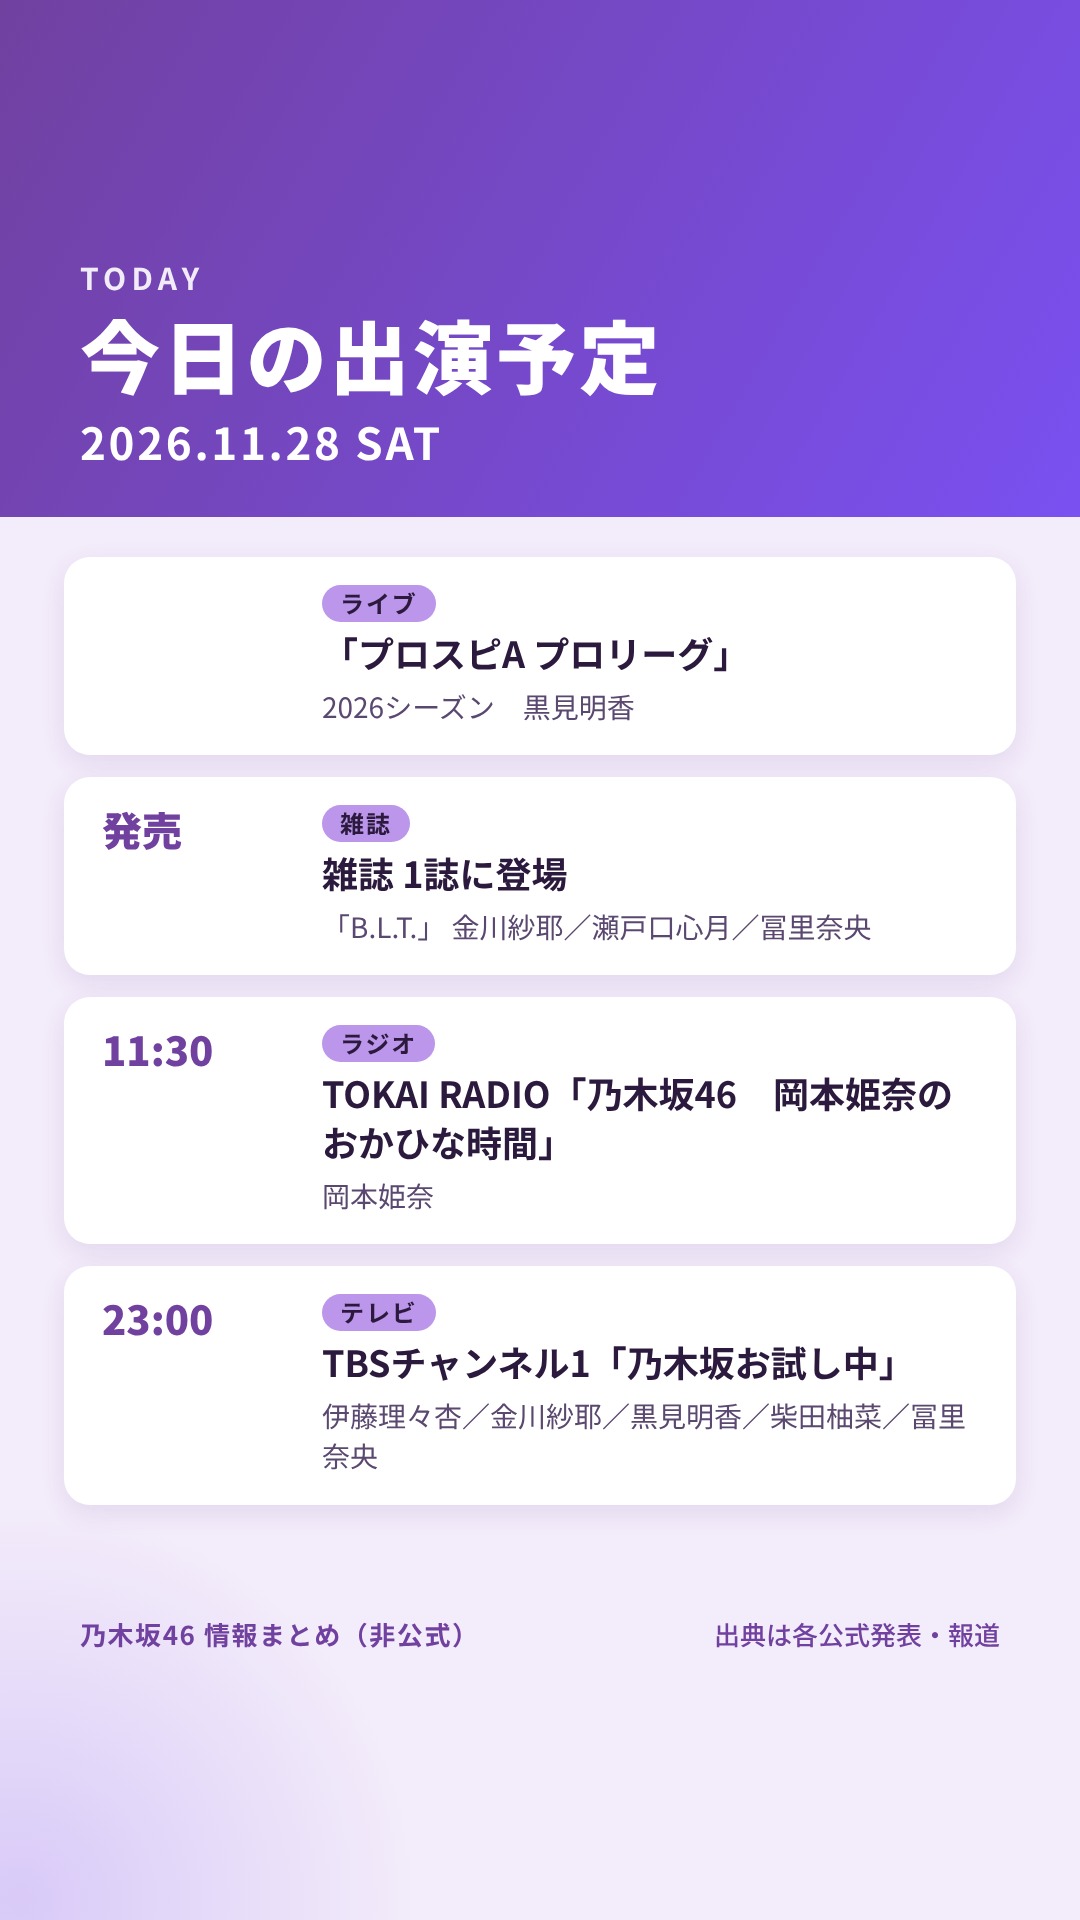 TODAY
今日の出演予定
2026.11.28 SAT
ライブ
「プロスピA プロリーグ」
2026シーズン　黒見明香
発売
雑誌
雑誌 1誌に登場
「B.L.T.」 金川紗耶／瀬戸口心月／冨里奈央
11:30
ラジオ
TOKAI RADIO「乃木坂46　岡本姫奈の
おかひな時間」
岡本姫奈
23:00
テレビ
TBSチャンネル1「乃木坂お試し中」
伊藤理々杏／金川紗耶／黒見明香／柴田柚菜／冨里
奈央
乃木坂46 情報まとめ（非公式）
出典は各公式発表・報道